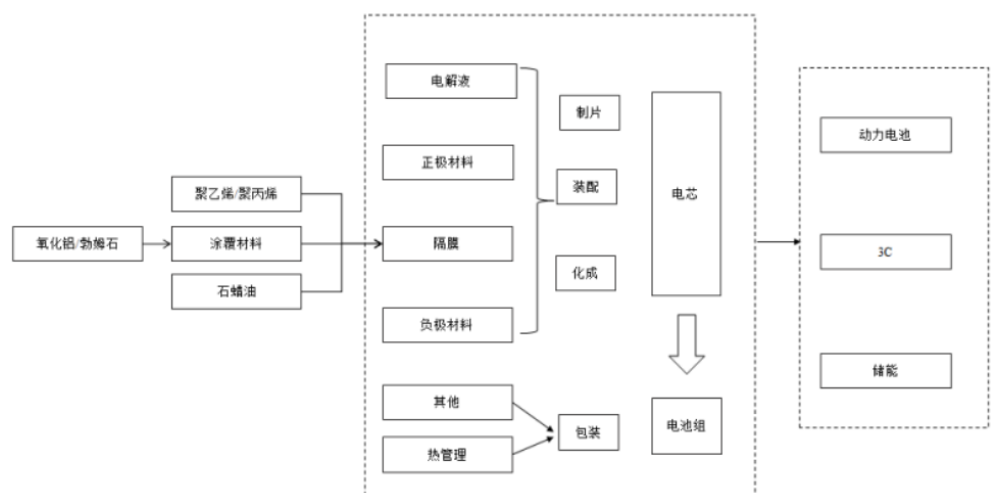 氧化铝/勃姆石
聚乙烯/聚丙烯
涂覆材料
石蜡油
电解液
正极材料
隔膜
负极材料
其他
热管理
制片
装配
化成
包装
电芯
电池组
动力电池
3C
储能